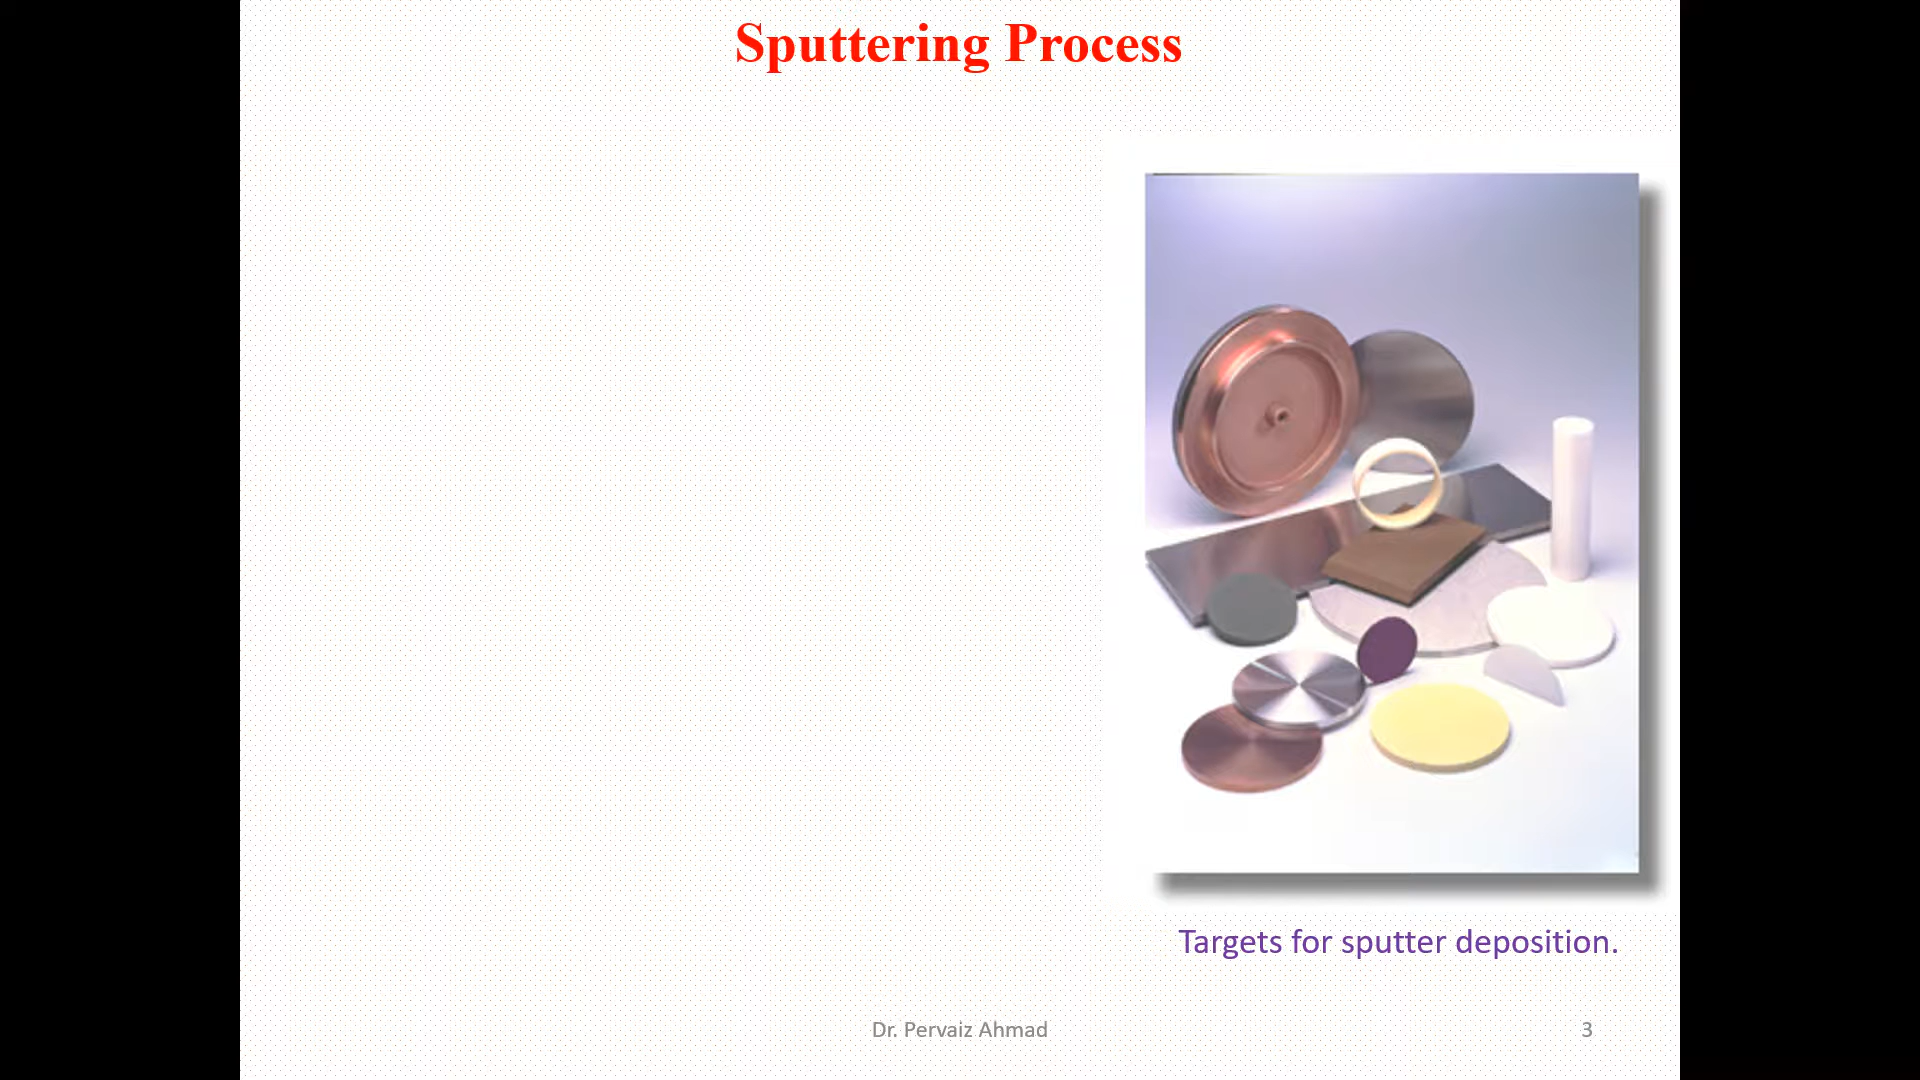 Sputtering Process
Targets for sputter deposition.
Dr. Pervaiz Ahmad
3